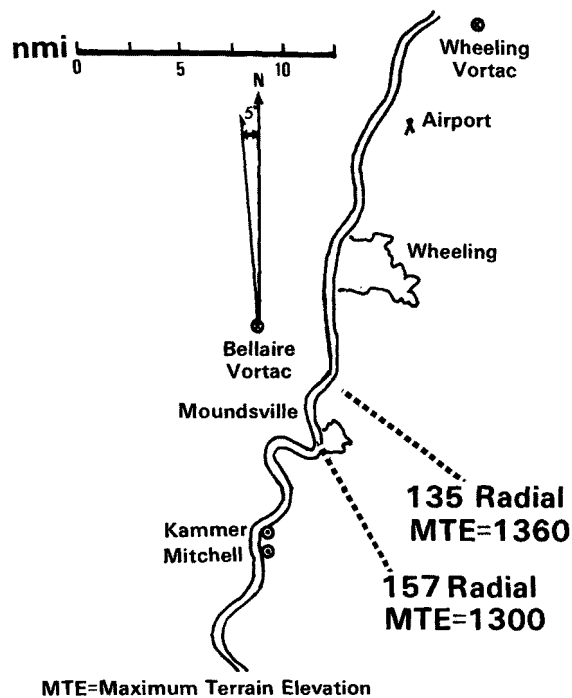 nmi
0 5 10
N
5°
Wheeling
Vortac
Airport
Wheeling
Bellaire
Vortac
Moundsville
135 Radial
MTE=1360
Kammer
Mitchell
157 Radial
MTE=1300
MTE=Maximum Terrain Elevation